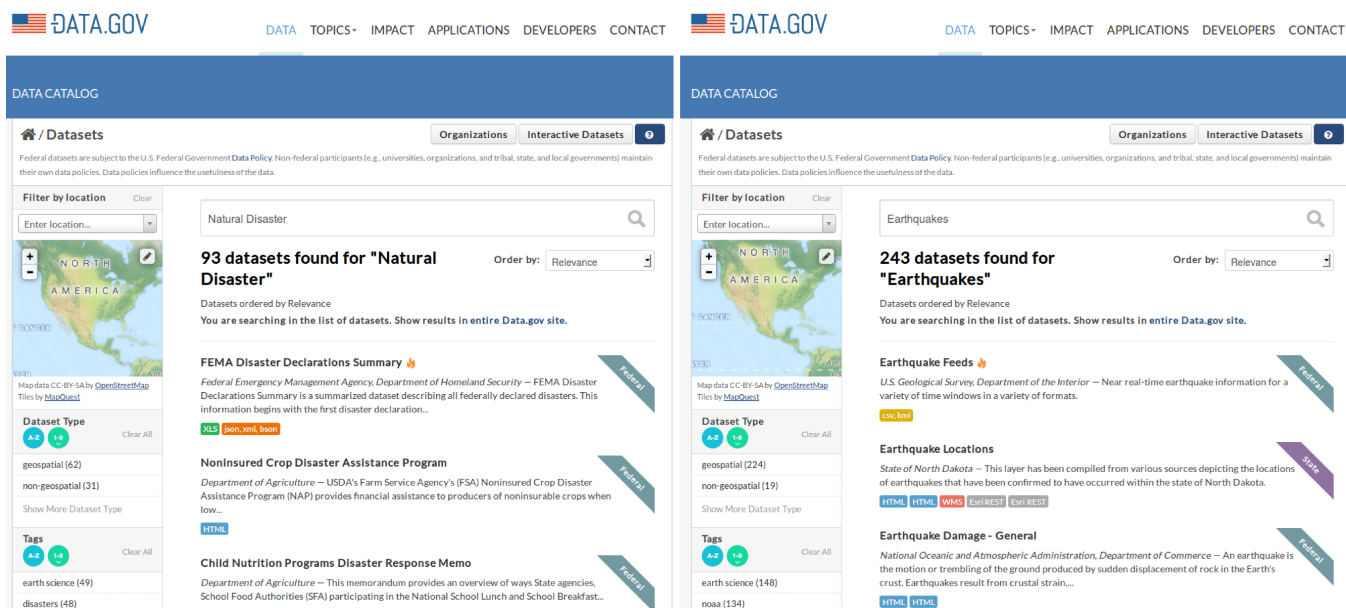 DATA.GOV
DATA TOPICS IMPACT APPLICATIONS DEVELOPERS CONTACT
DATA CATALOG
/ Datasets
Organizations Interactive Datasets ?
Federal datasets are subject to the U.S. Federal Government Data Policy. Non-federal participants (e.g., universities, organizations, and tribal, state, and local governments) maintain
their own data policies. Data policies influence the usefulness of the data.
Filter by location Clear
Enter location...
+
-
NORTH
AMERICA
Map data CC-BY-SA by OpenStreetMap
Tiles by MapQuest
Dataset Type
A-Z 1-9 Clear All
geospatial (62)
non-geospatial (31)
Show More Dataset Type
Tags
A-Z 1-9 Clear All
earth science (49)
disasters (48)
Natural Disaster
93 datasets found for "Natural
Disaster"
Order by: Relevance
Datasets ordered by Relevance
You are searching in the list of datasets. Show results in entire Data.gov site.
FEMA Disaster Declarations Summary
Federal
Federal Emergency Management Agency, Department of Homeland Security — FEMA Disaster
Declarations Summary is a summarized dataset describing all federally declared disasters. This
information begins with the first disaster declaration...
XLS json, xml, bson
Noninsured Crop Disaster Assistance Program
Federal
Department of Agriculture — USDA's Farm Service Agency's (FSA) Noninsured Crop Disaster
Assistance Program (NAP) provides financial assistance to producers of noninsurable crops when
low...
HTML
Child Nutrition Programs Disaster Response Memo
Federal
Department of Agriculture — This memorandum provides an overview of ways State agencies,
School Food Authorities (SFA) participating in the National School Lunch and School Breakfast...
DATA.GOV
DATA TOPICS IMPACT APPLICATIONS DEVELOPERS CONTACT
DATA CATALOG
/ Datasets
Organizations Interactive Datasets ?
Federal datasets are subject to the U.S. Federal Government Data Policy. Non-federal participants (e.g., universities, organizations, and tribal, state, and local governments) maintain
their own data policies. Data policies influence the usefulness of the data.
Filter by location Clear
Enter location...
+
-
NORTH
AMERICA
Map data CC-BY-SA by OpenStreetMap
Tiles by MapQuest
Dataset Type
A-Z 1-9 Clear All
geospatial (224)
non-geospatial (19)
Show More Dataset Type
Tags
A-Z 1-9 Clear All
earth science (148)
noaa (134)
Earthquakes
243 datasets found for
"Earthquakes"
Order by: Relevance
Datasets ordered by Relevance
You are searching in the list of datasets. Show results in entire Data.gov site.
Earthquake Feeds
Federal
U.S. Geological Survey, Department of the Interior — Near real-time earthquake information for a
variety of time windows in a variety of formats.
csv, kml
Earthquake Locations
State
State of North Dakota — This layer has been compiled from various sources depicting the locations
of earthquakes that have been confirmed to have occurred within the state of North Dakota.
HTML HTML WMS Esri REST Esri REST
Earthquake Damage - General
Federal
National Oceanic and Atmospheric Administration, Department of Commerce — An earthquake is
the motion or trembling of the ground produced by sudden displacement of rock in the Earth's
crust. Earthquakes result from crustal strain,...
HTML HTML